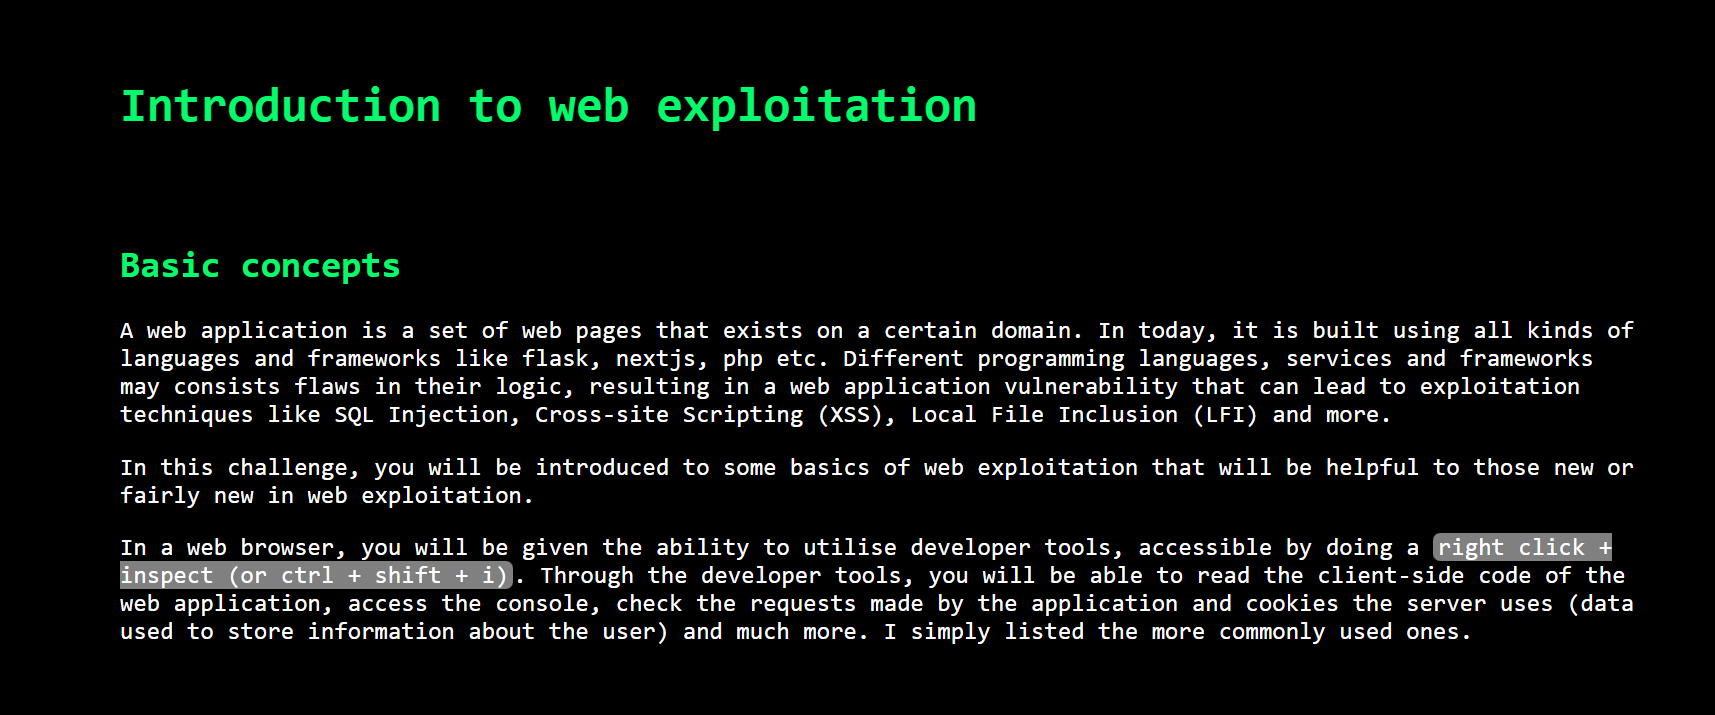 Introduction to web exploitation
Basic concepts
A web application is a set of web pages that exists on a certain domain. In today, it is built using all kinds of
languages and frameworks like flask, nextjs, php etc. Different programming languages, services and frameworks
may consists flaws in their logic, resulting in a web application vulnerability that can lead to exploitation
techniques like SQL Injection, Cross-site Scripting (XSS), Local File Inclusion (LFI) and more.
In this challenge, you will be introduced to some basics of web exploitation that will be helpful to those new or
fairly new in web exploitation.
In a web browser, you will be given the ability to utilise developer tools, accessible by doing a right click +
inspect (or ctrl + shift + i). Through the developer tools, you will be able to read the client-side code of the
web application, access the console, check the requests made by the application and cookies the server uses (data
used to store information about the user) and much more. I simply listed the more commonly used ones.